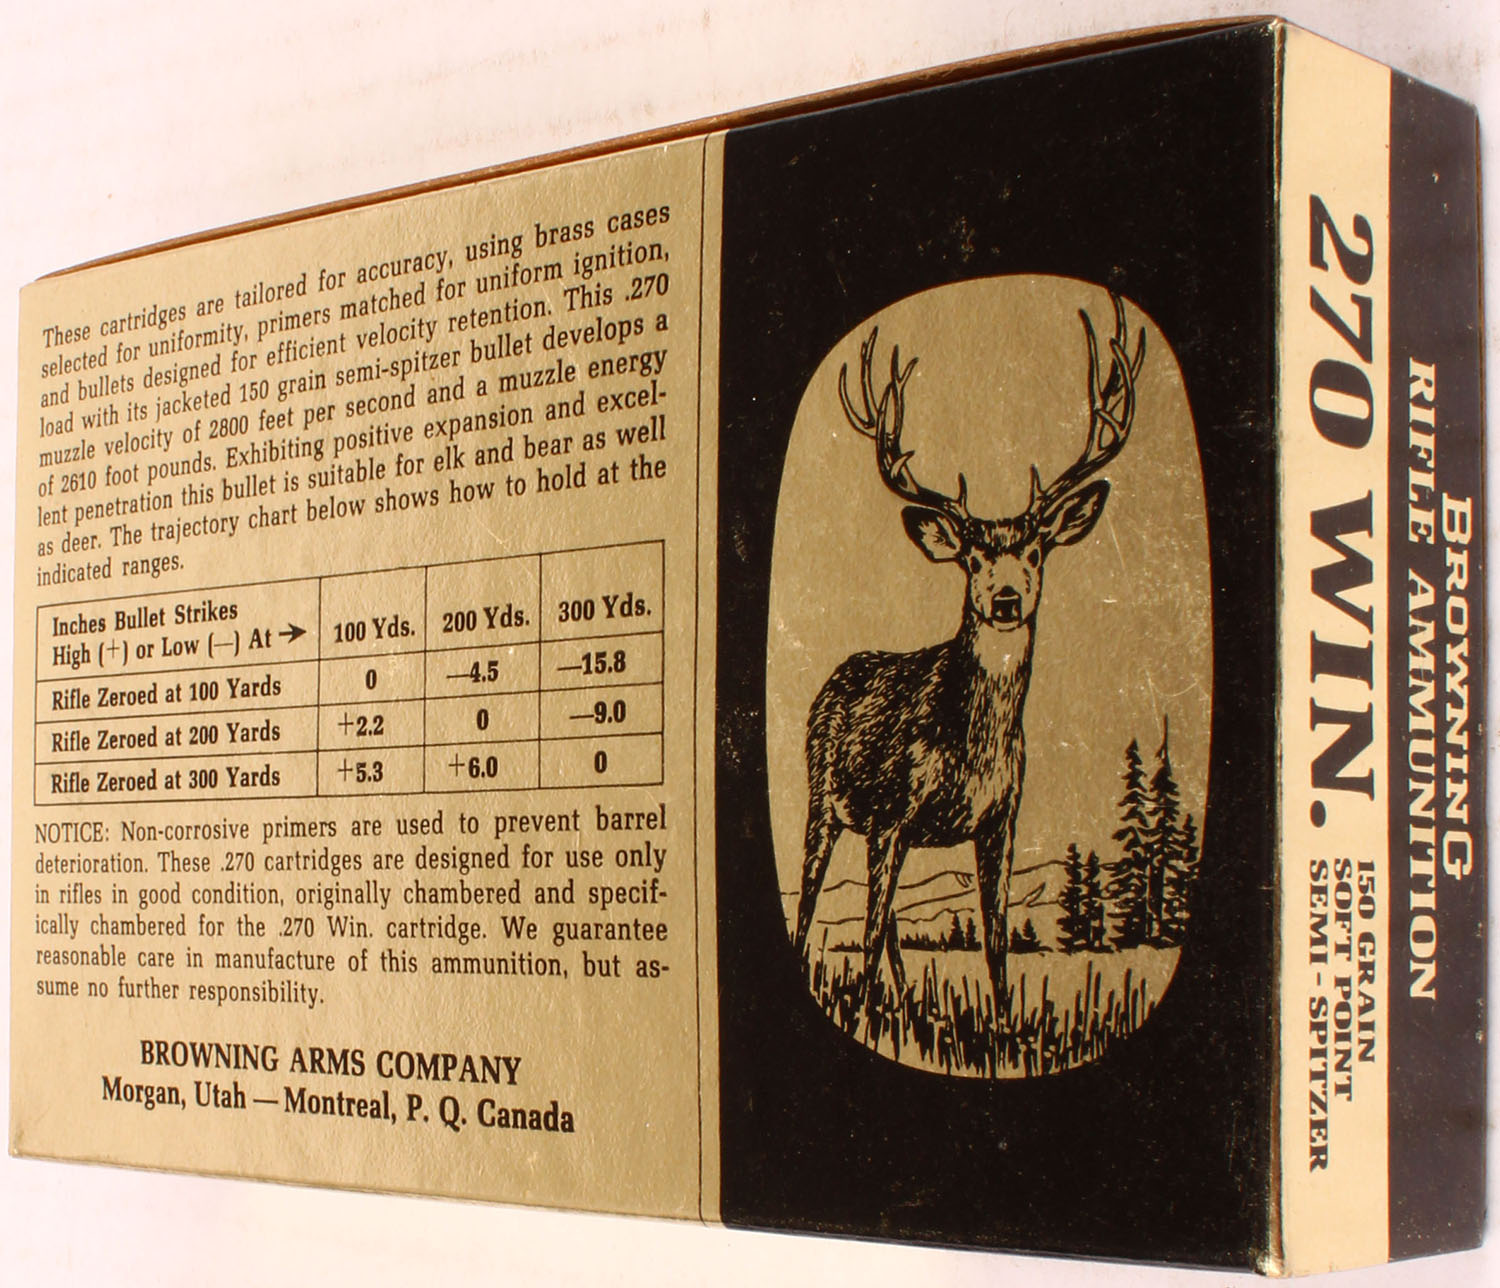 These cartridges are tailored for accuracy, using brass cases
selected for uniformity, primers matched for uniform ignition,
and bullets designed for efficient velocity retention. This .270
load with its jacketed 150 grain semi-spitzer bullet develops a
muzzle velocity of 2800 feet per second and a muzzle energy
of 2610 foot pounds. Exhibiting positive expansion and excel-
lent penetration this bullet is suitable for elk and bear as well
as deer. The trajectory chart below shows how to hold at the
indicated ranges.
Inches Bullet Strikes
High (+) or Low (—) At → 100 Yds. 200 Yds. 300 Yds.
Rifle Zeroed at 100 Yards 0 —4.5 —15.8
Rifle Zeroed at 200 Yards +2.2 0 —9.0
Rifle Zeroed at 300 Yards +5.3 +6.0 0
NOTICE: Non-corrosive primers are used to prevent barrel
deterioration. These .270 cartridges are designed for use only
in rifles in good condition, originally chambered and specif-
ically chambered for the .270 Win. cartridge. We guarantee
reasonable care in manufacture of this ammunition, but as-
sume no further responsibility.
BROWNING ARMS COMPANY
Morgan, Utah — Montreal, P. Q. Canada
BROWNING
RIFLE AMMUNITION
270 WIN.
150 GRAIN
SOFT POINT
SEMI-SPITZER